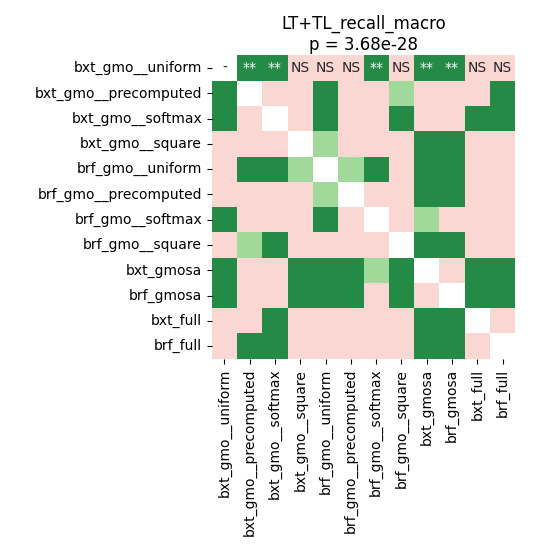 LT+TL_recall_macro
p = 3.68e-28
bxt_gmo__uniform - ** ** NS NS NS ** NS ** ** NS NS
bxt_gmo__precomputed
bxt_gmo__softmax
bxt_gmo__square
brf_gmo__uniform
brf_gmo__precomputed
brf_gmo__softmax
brf_gmo__square
bxt_gmosa
brf_gmosa
bxt_full
brf_full
bxt_gmo__uniform
bxt_gmo__precomputed
bxt_gmo__softmax
bxt_gmo__square
brf_gmo__uniform
brf_gmo__precomputed
brf_gmo__softmax
brf_gmo__square
bxt_gmosa
brf_gmosa
bxt_full
brf_full